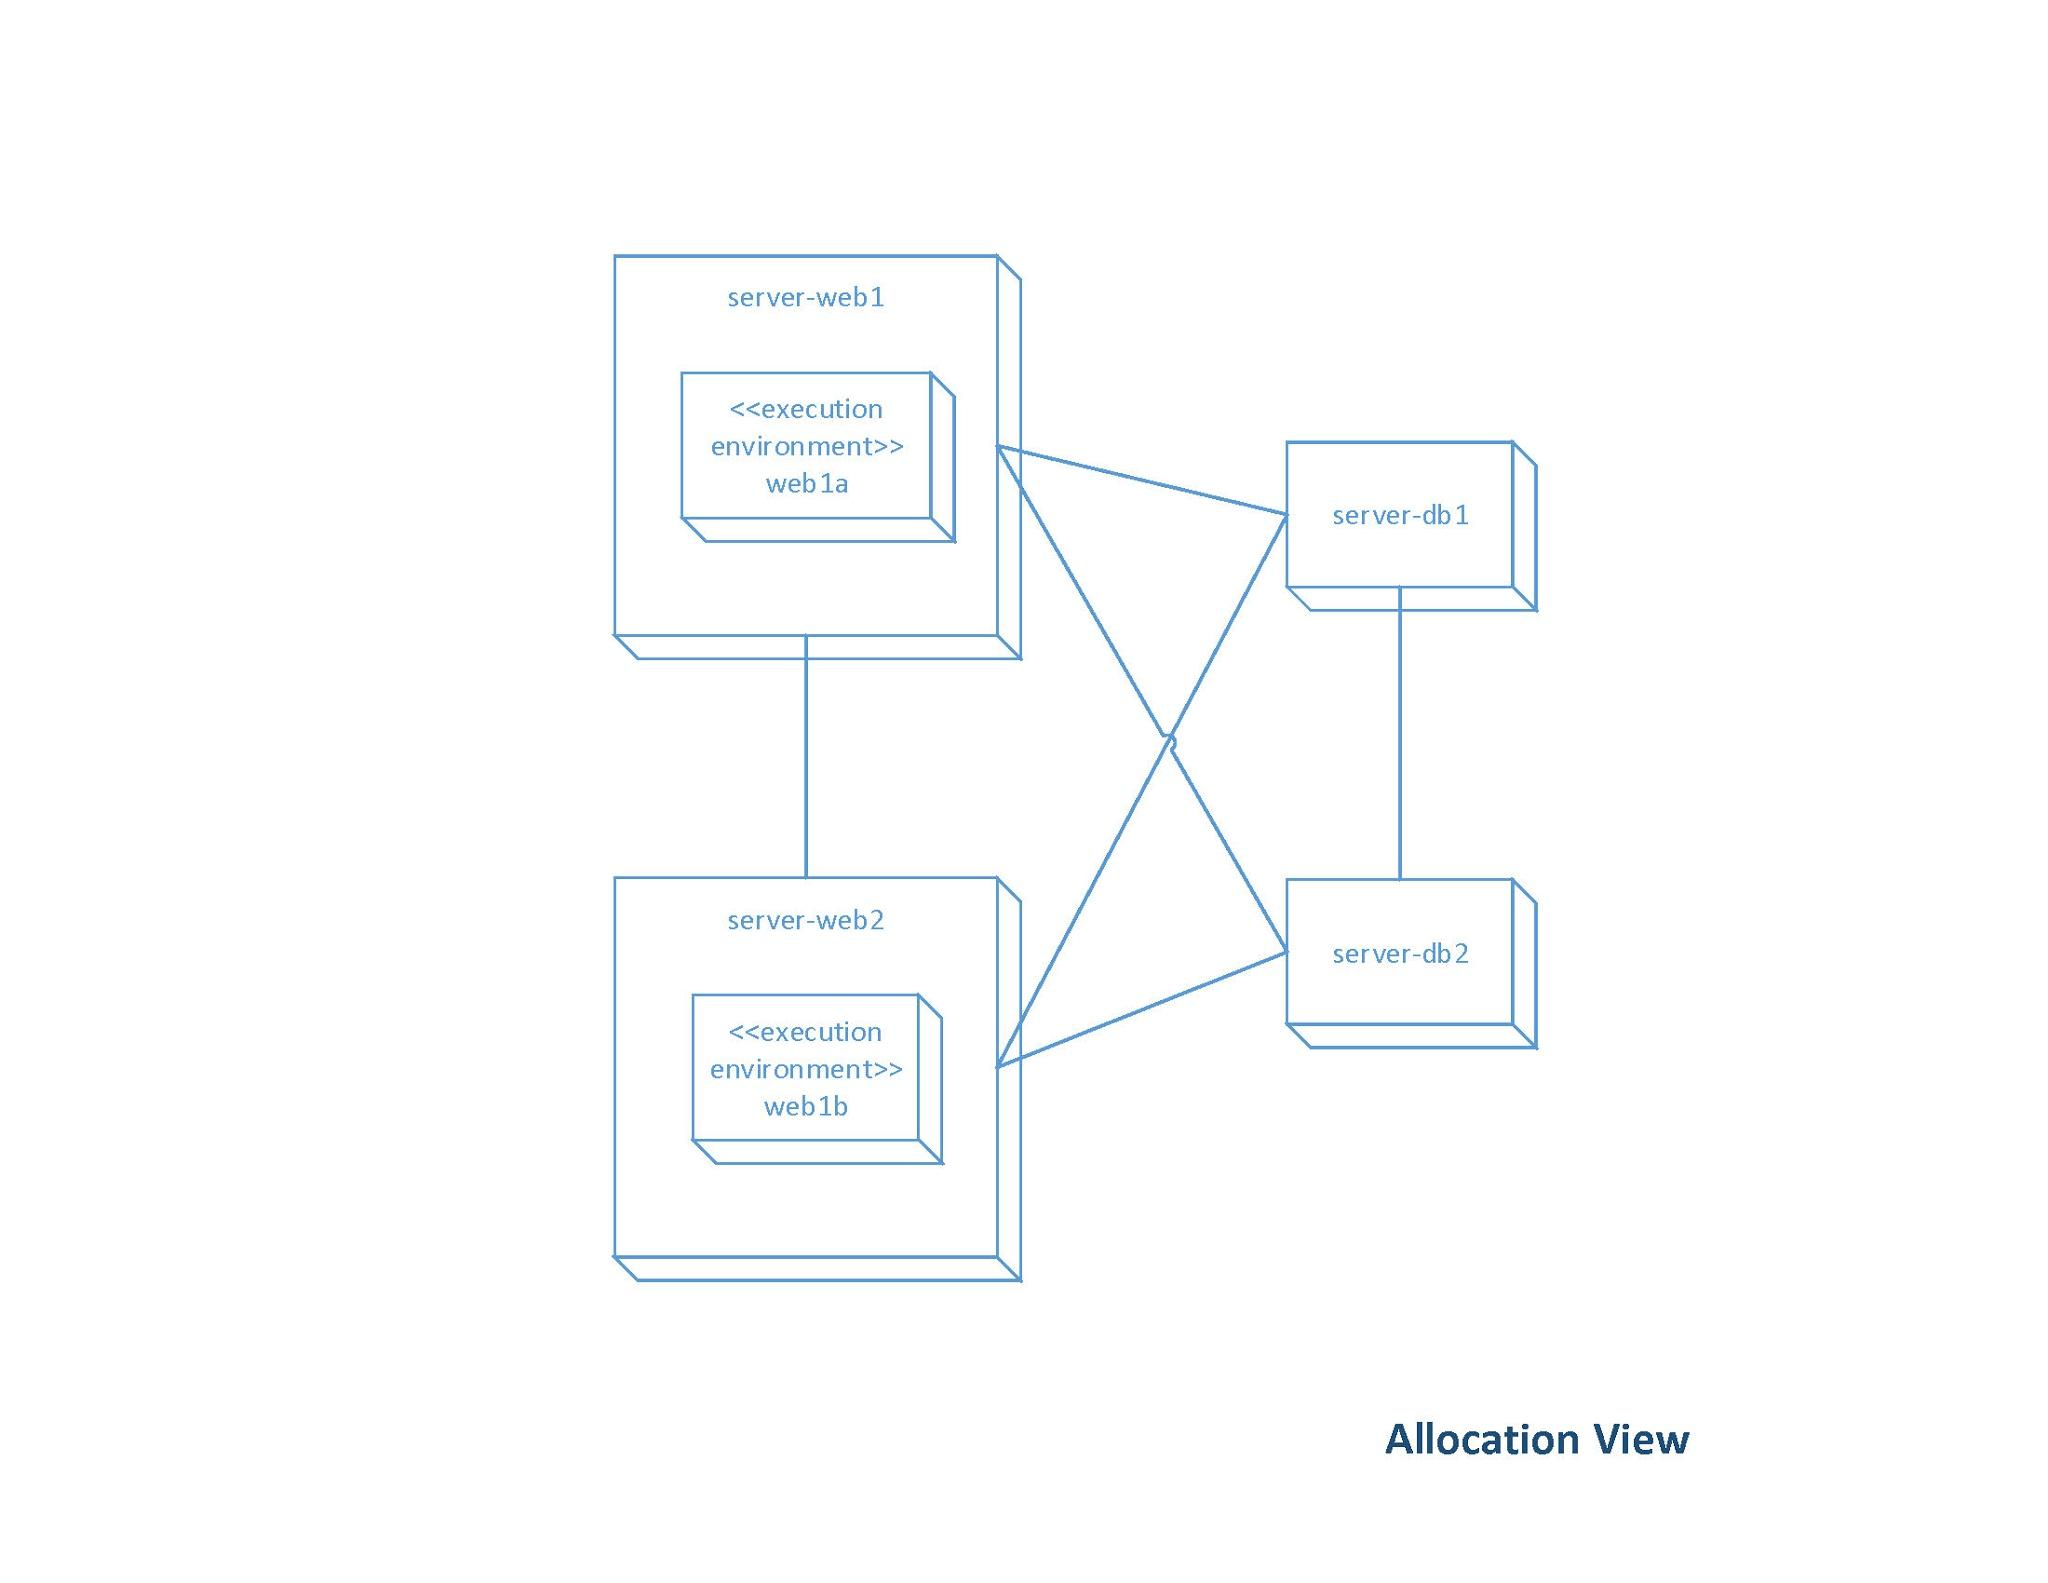 server-web1
<<execution
environment>>
web1a
server-db1
server-web2
<<execution
environment>>
web1b
server-db2
Allocation View